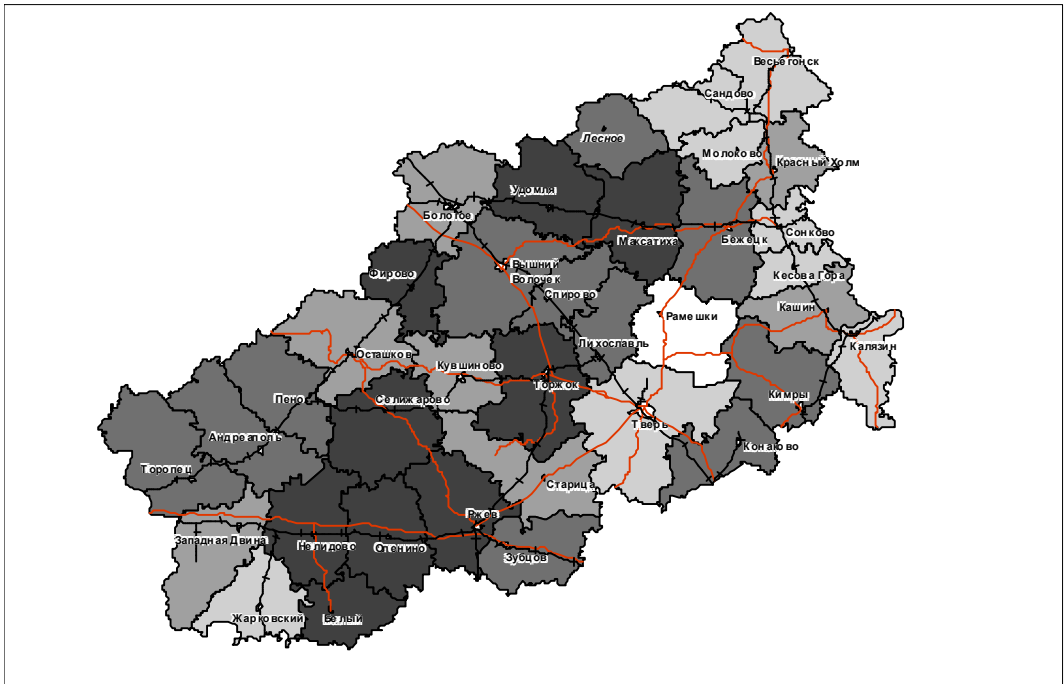 Весьегонск
Сандово
Лесное
Молоково
Красный Холм
Удомля
Болотое
Сонково
Максатиха
Бежецк
Вышний
Волочек
Фирово
Кесова Гора
Спирово
Кашин
Рамешки
Лихославль
Калязин
Осташков
Кувшиново
Торжок
Кимры
Пено
Селижарово
Тверь
Андреаполь
Конаково
Торопец
Старица
Ржев
Западная Двина
Нелидово
Оленино
Зубцов
Жарковский
Белый